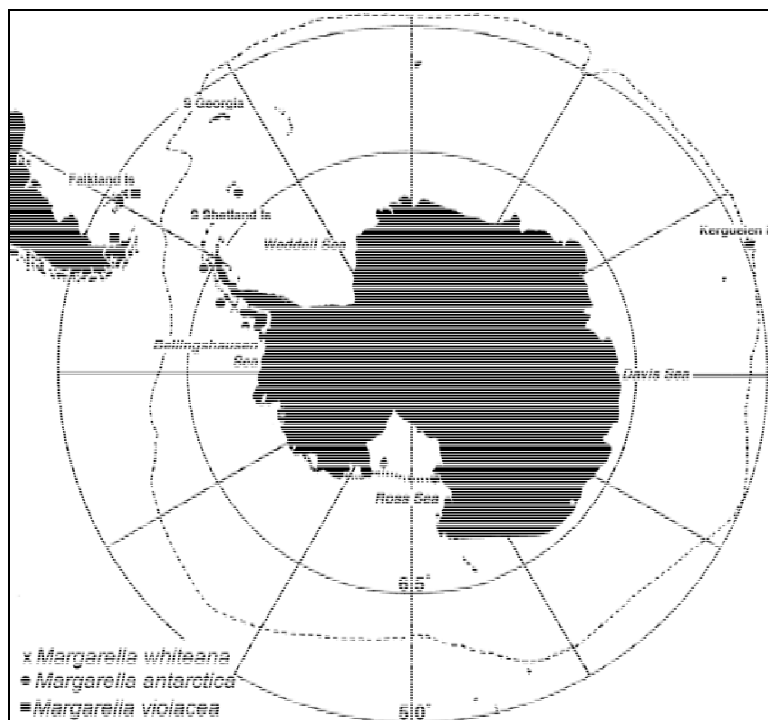 S Georgia
Falkland Is
S Shetland Is
Weddell Sea
Kerguelen I
Bellingshausen
Sea
Davis Sea
Ross Sea
65°
x Margarella whiteana
● Margarella antarctica
■ Margarella violacea
50°